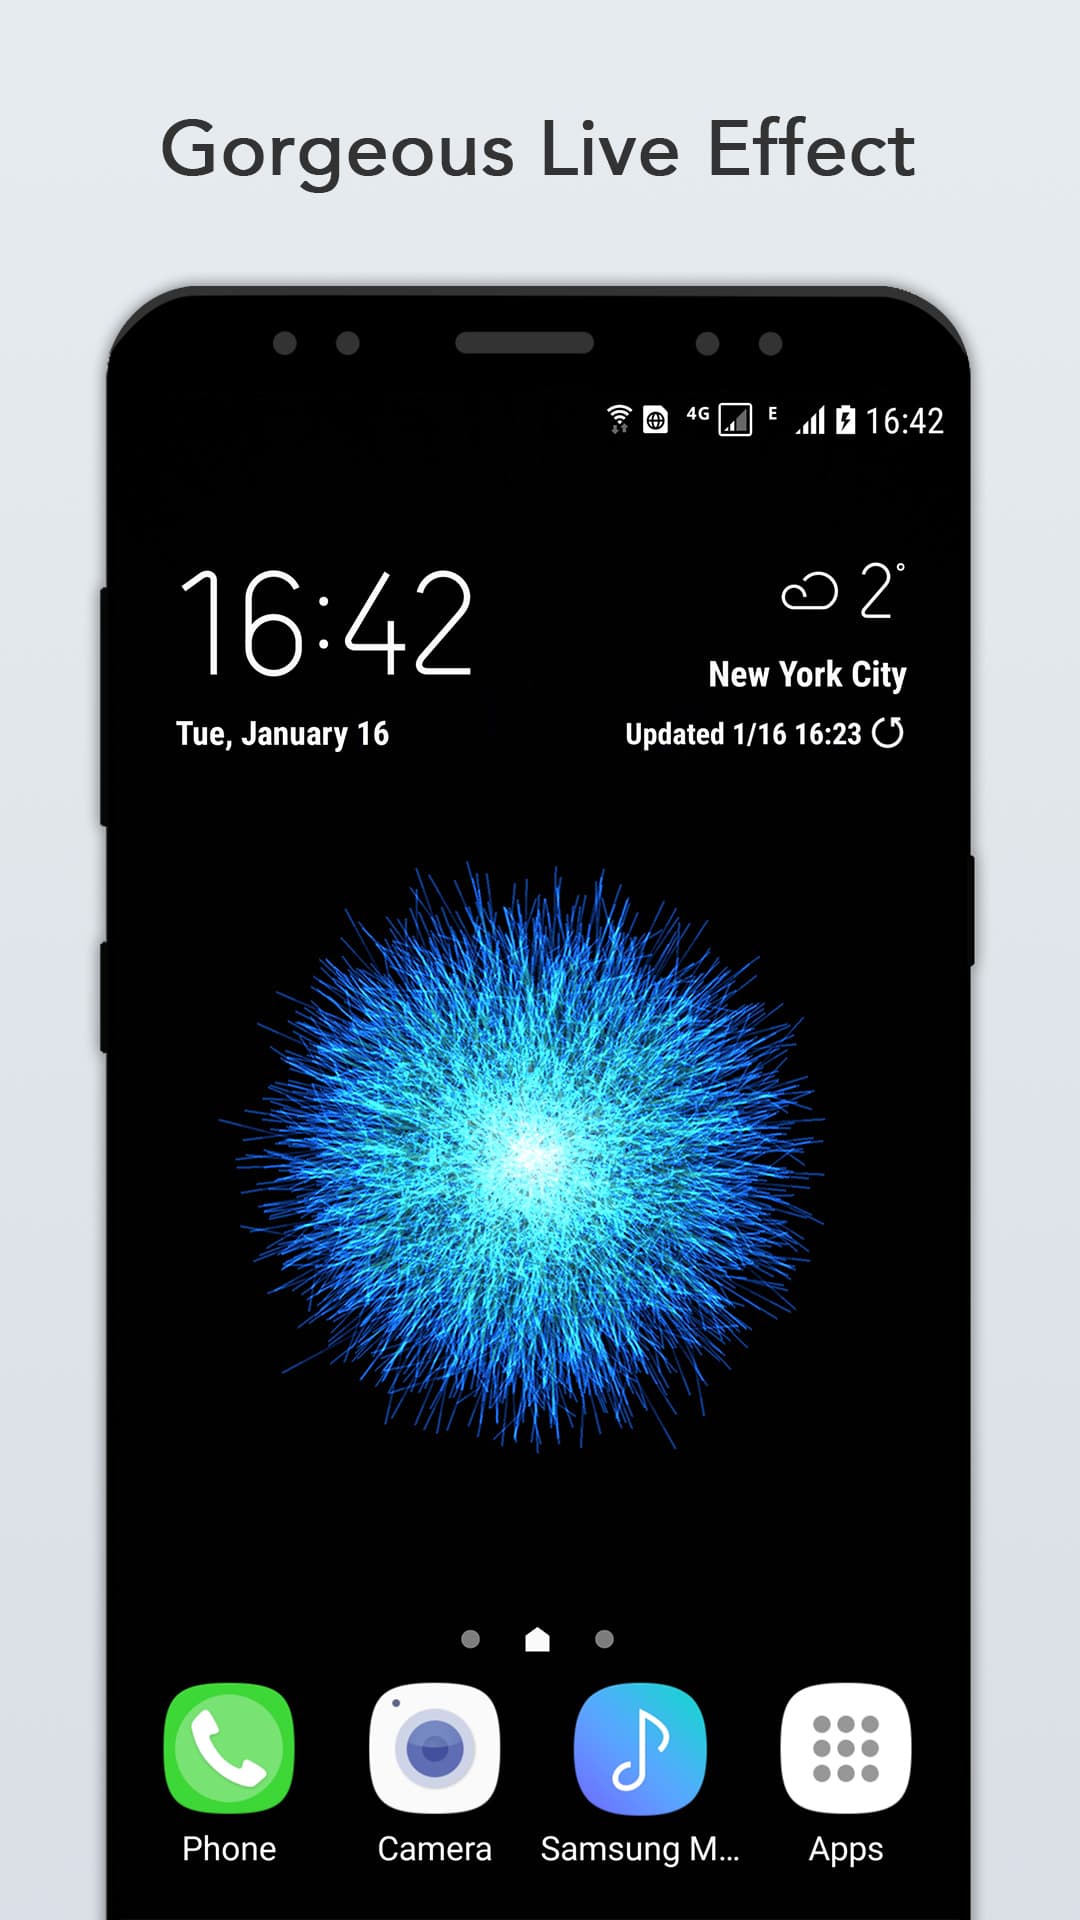 Gorgeous Live Effect
4G E 16:42
16:42
2°
New York City
Tue, January 16
Updated 1/16 16:23
Phone
Camera
Samsung M...
Apps